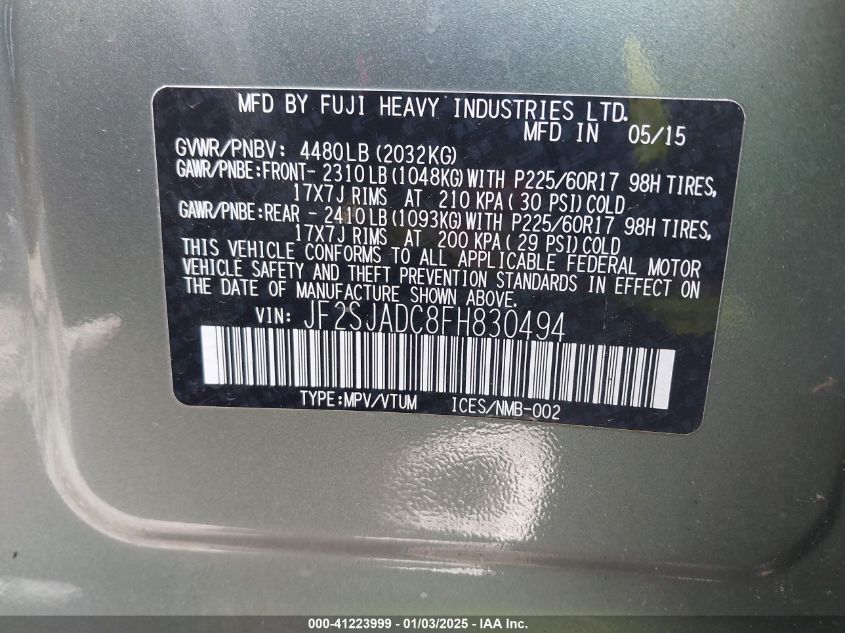 MFD BY FUJI HEAVY INDUSTRIES LTD.
MFD IN 05/15
GVWR/PNBV: 4480LB (2032KG)
GAWR/PNBE:FRONT- 2310LB (1048KG) WITH P225/60R17 98H TIRES,
17X7J RIMS AT 210 KPA ( 30 PSI) COLD
GAWR/PNBE:REAR - 2410LB (1093KG) WITH P225/60R17 98H TIRES,
17X7J RIMS AT 200 KPA ( 29 PSI) COLD
THIS VEHICLE CONFORMS TO ALL APPLICABLE FEDERAL MOTOR
VEHICLE SAFETY AND THEFT PREVENTION STANDARDS IN EFFECT ON
THE DATE OF MANUFACTURE SHOWN ABOVE.
VIN: JF2SJADC8FH830494
TYPE:MPV/VTUM ICES/NMB-002
000-41223999 - 01/03/2025 - IAA Inc.